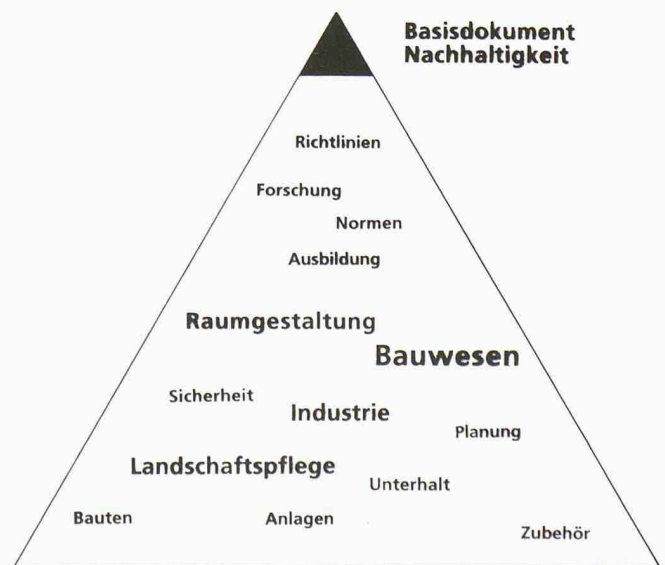 Basisdokument
Nachhaltigkeit
Richtlinien
Forschung
Normen
Ausbildung
Raumgestaltung
Bauwesen
Sicherheit
Industrie
Planung
Landschaftspflege
Unterhalt
Bauten
Anlagen
Zubehör